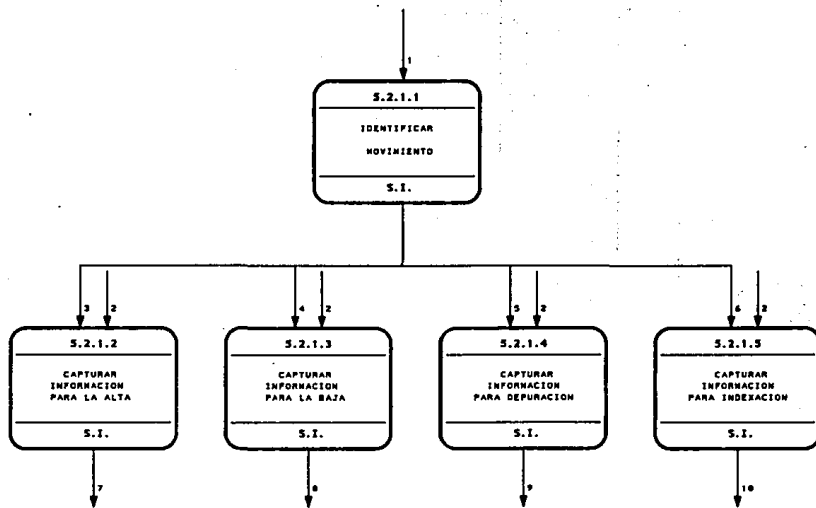 1
5.2.1.1
IDENTIFICAR
MOVIMIENTO
S.I.
3 2 4 2 5 2 6 2
5.2.1.2 5.2.1.3 5.2.1.4 5.2.1.5
CAPTURAR CAPTURAR CAPTURAR CAPTURAR
INFORMACION INFORMACION INFORMACION INFORMACION
PARA LA ALTA PARA LA BAJA PARA DEPURACION PARA INDEXACION
S.I. S.I. S.I. S.I.
7 8 9 10